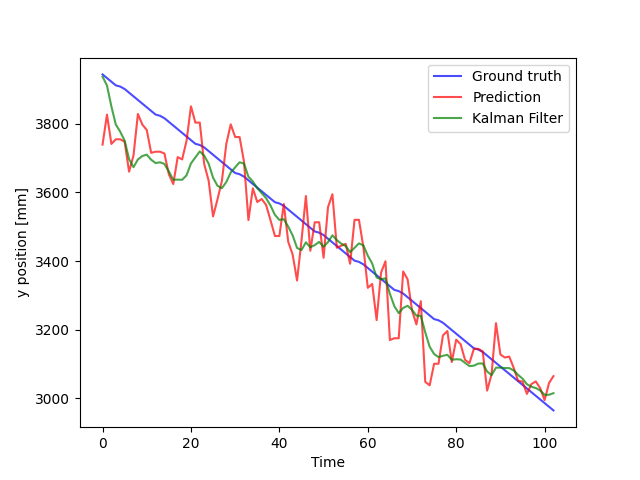 Ground truth
Prediction
Kalman Filter
y position [mm]
3800
3600
3400
3200
3000
0 20 40 60 80 100
Time